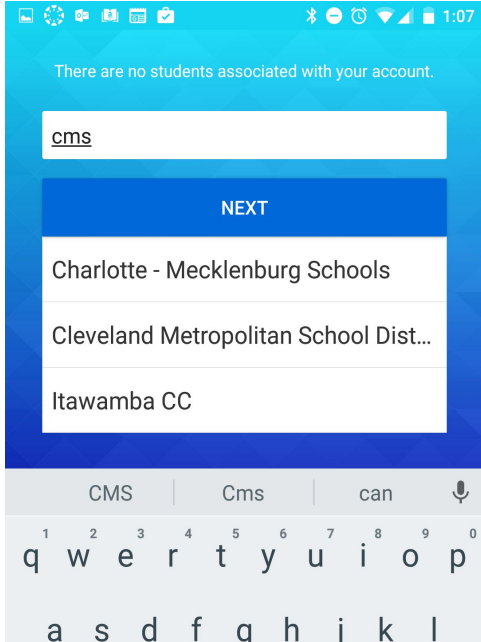 1:07
There are no students associated with your account.
cms
NEXT
Charlotte - Mecklenburg Schools
Cleveland Metropolitan School Dist...
Itawamba CC
CMS Cms can
1 2 3 4 5 6 7 8 9 0
q w e r t y u i o p
a s d f g h j k l